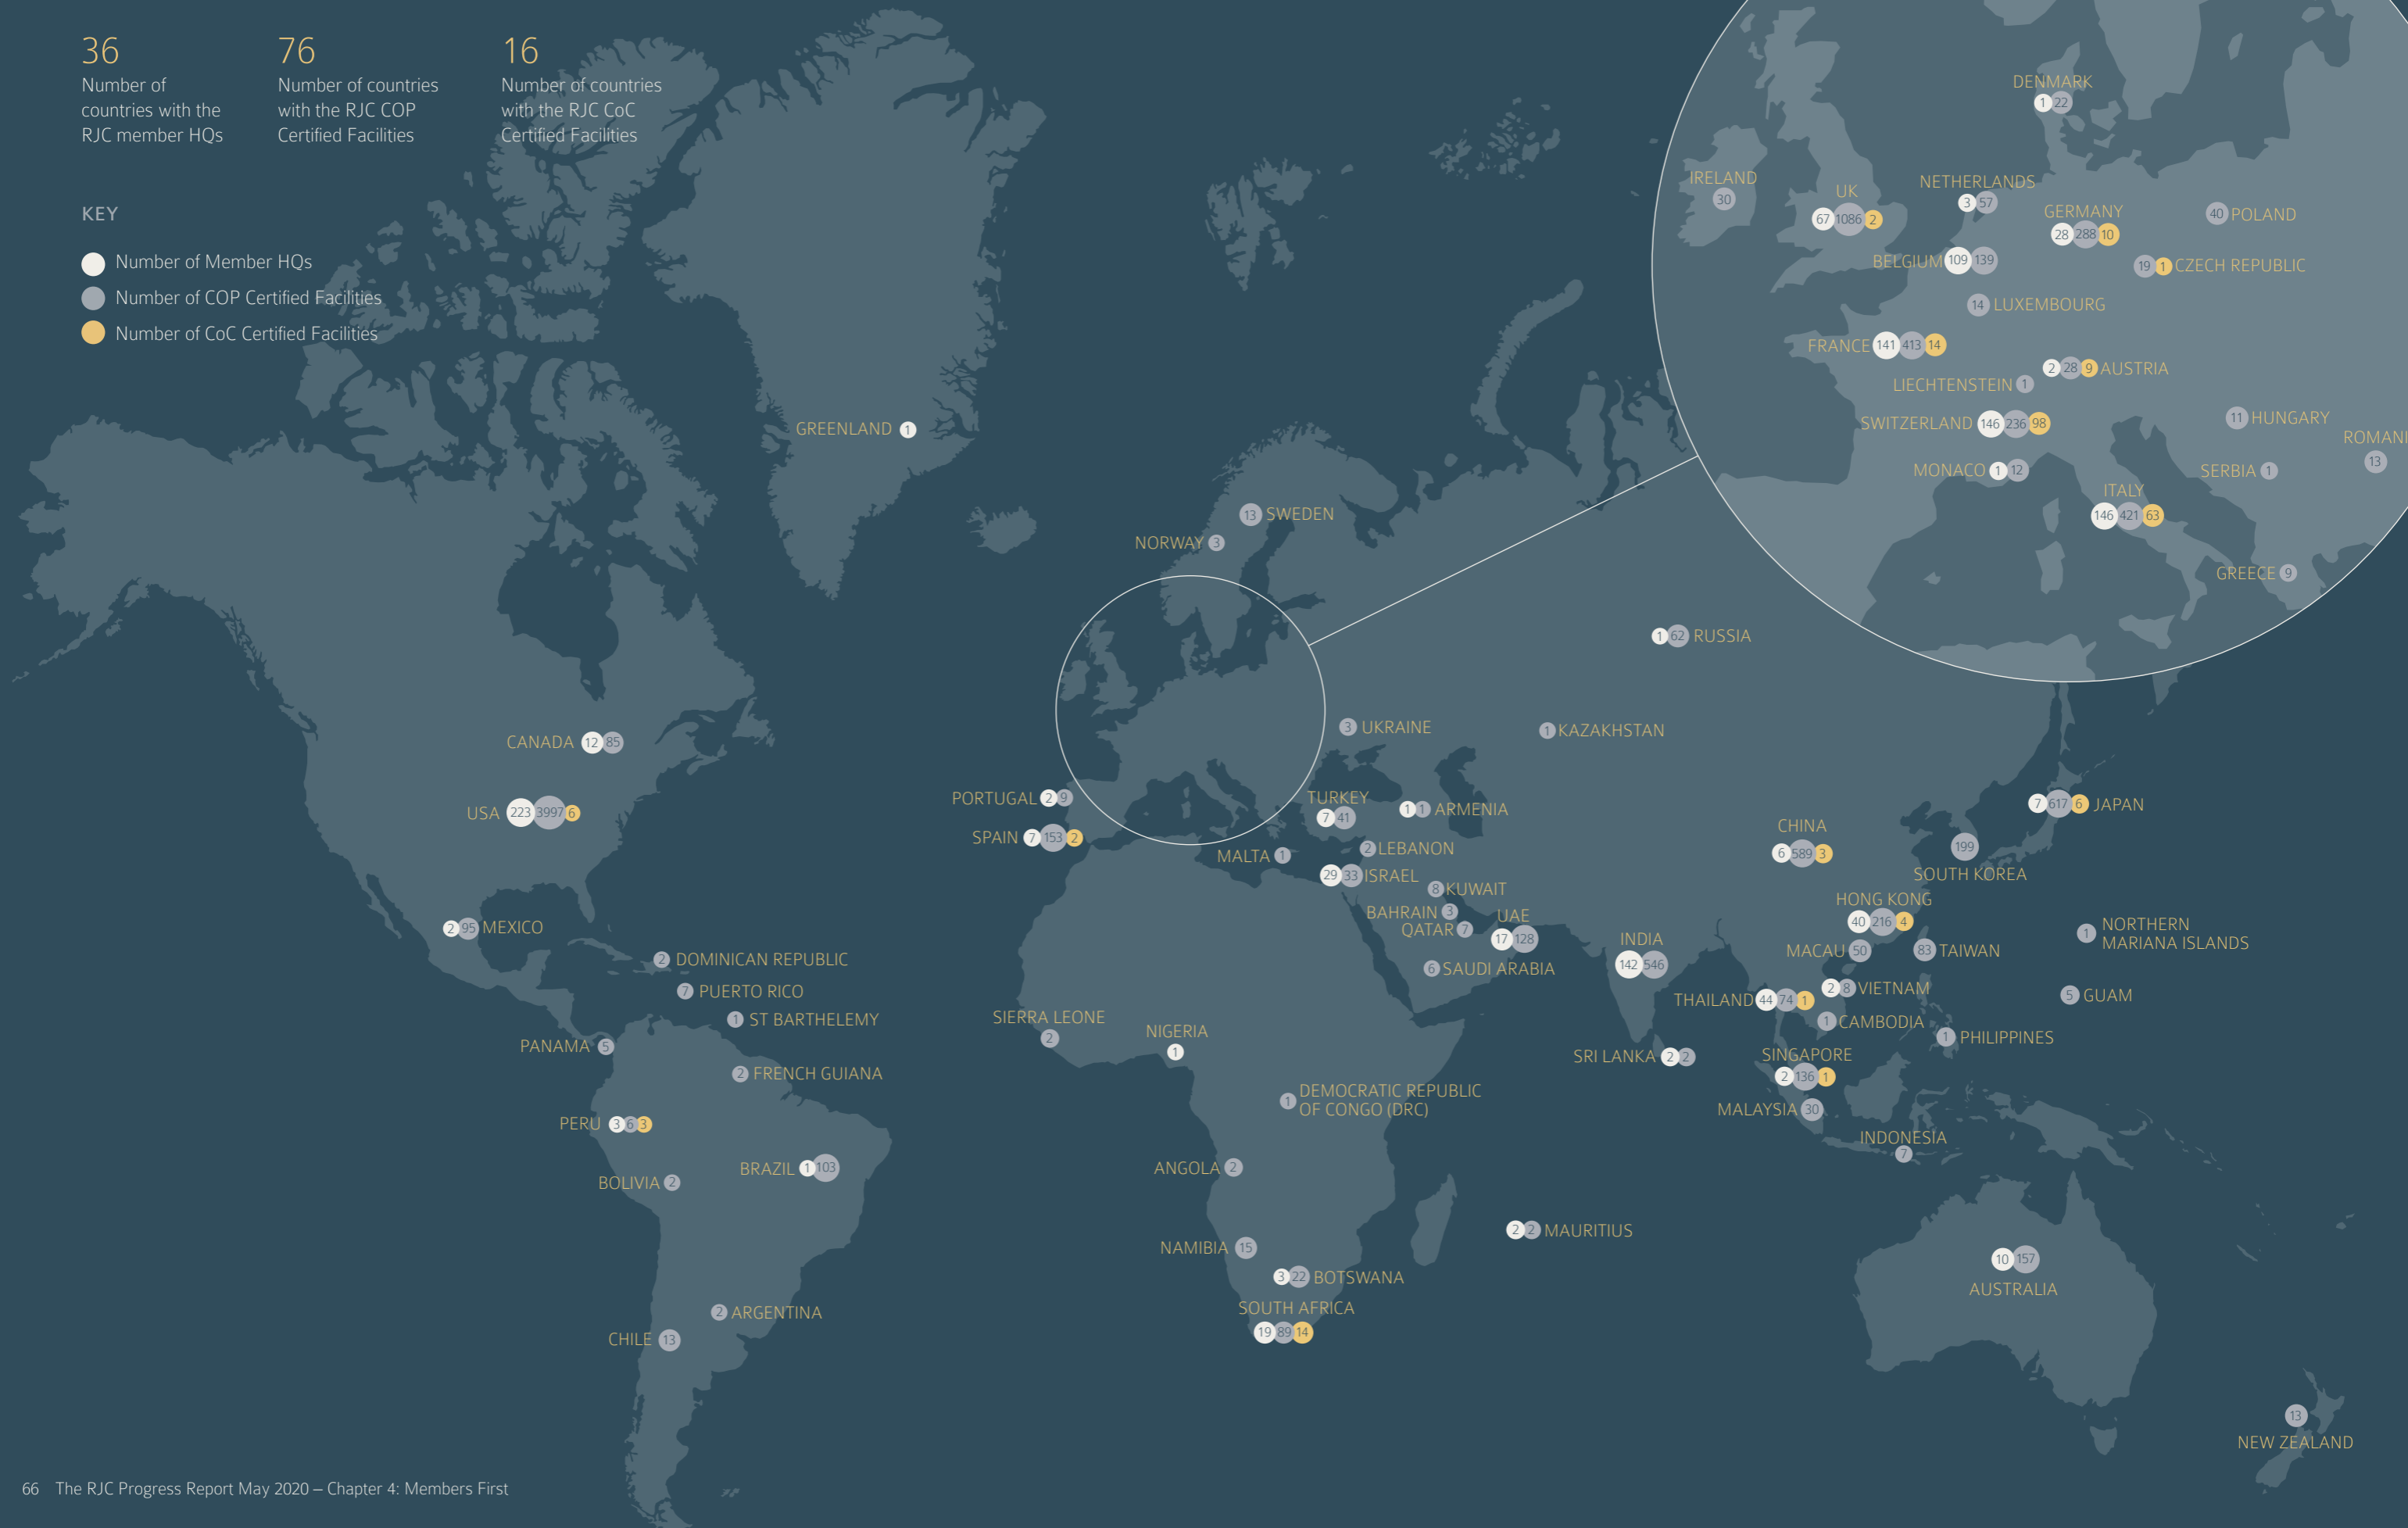 36
Number of
countries with the
RJC member HQs
76
Number of countries
with the RJC COP
Certified Facilities
16
Number of countries
with the RJC CoC
Certified Facilities
KEY
Number of Member HQs
Number of COP Certified Facilities
Number of CoC Certified Facilities
DENMARK
1 22
IRELAND
30
UK
67 1086 2
NETHERLANDS
3 57
GERMANY
28 288 10
40 POLAND
BELGIUM 109 139
19 1 CZECH REPUBLIC
14 LUXEMBOURG
FRANCE 141 413 14
2 28 9 AUSTRIA
LIECHTENSTEIN 1
SWITZERLAND 146 236 98
11 HUNGARY
ROMANI
13
MONACO 1 12
SERBIA 1
ITALY
146 421 63
GREECE 9
GREENLAND 1
13 SWEDEN
NORWAY 3
1 62 RUSSIA
3 UKRAINE
1 KAZAKHSTAN
CANADA 12 85
USA 223 3997 6
2 95 MEXICO
2 DOMINICAN REPUBLIC
7 PUERTO RICO
1 ST BARTHELEMY
PANAMA 5
2 FRENCH GUIANA
PERU 3 6 3
BRAZIL 1 103
BOLIVIA 2
2 ARGENTINA
CHILE 13
PORTUGAL 2 9
SPAIN 7 153 2
TURKEY
7 41
1 1 ARMENIA
MALTA 1
2 LEBANON
29 33 ISRAEL
8 KUWAIT
BAHRAIN 3
QATAR 7
UAE
17 128
6 SAUDI ARABIA
SIERRA LEONE
2
NIGERIA
1
1 DEMOCRATIC REPUBLIC
OF CONGO (DRC)
ANGOLA 2
2 2 MAURITIUS
NAMIBIA 15
3 22 BOTSWANA
SOUTH AFRICA
19 89 14
7 617 6 JAPAN
CHINA
6 589 3
199
SOUTH KOREA
HONG KONG
40 216 4
INDIA
142 546
MACAU 50
83 TAIWAN
1 NORTHERN
MARIANA ISLANDS
2 8 VIETNAM
THAILAND 44 74 1
5 GUAM
1 CAMBODIA
1 PHILIPPINES
SRI LANKA 2 2
SINGAPORE
2 136 1
MALAYSIA 30
INDONESIA
7
10 157
AUSTRALIA
13
NEW ZEALAND
66 The RJC Progress Report May 2020 – Chapter 4: Members First